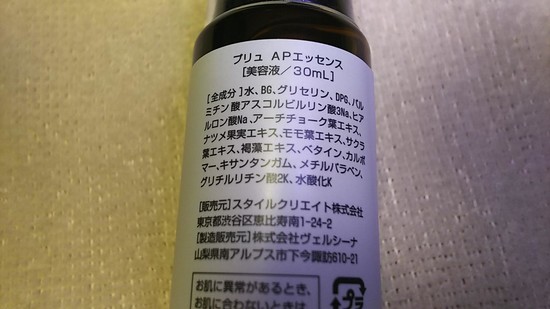 プリュ APエッセンス
[美容液/30mL]
[全成分]水、BG、グリセリン、DPG、パル
ミチン酸アスコルビルリン酸3Na、ヒア
ルロン酸Na、アーチチョーク葉エキス、
ナツメ果実エキス、モモ葉エキス、サクラ
葉エキス、褐藻エキス、ベタイン、カルボ
マー、キサンタンガム、メチルパラベン、
グリチルリチン酸2K、水酸化K
[販売元]スタイルクリエイト株式会社
東京都渋谷区恵比寿南1-24-2
[製造販売元]株式会社ヴェルシーナ
山梨県南アルプス市下今諏訪610-21
お肌に異常があるとき、
お肌に合わないときは
プラ